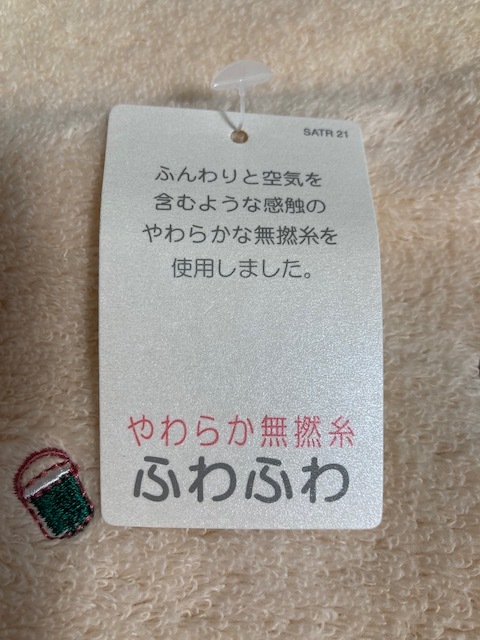 SATR 21
ふんわりと空気を
含むような感触の
やわらかな無撚糸を
使用しました。
やわらか無撚糸
ふわふわ